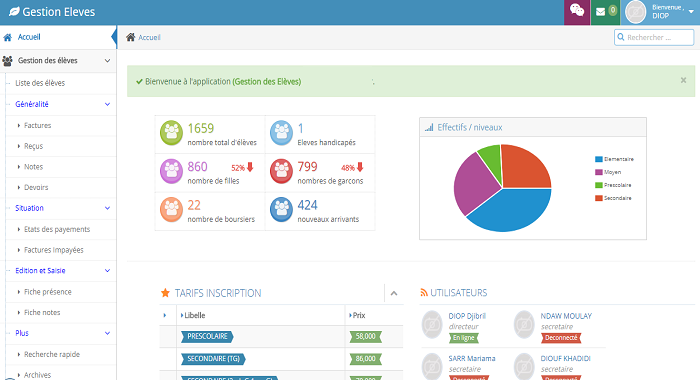 Gestion Eleves
0
Bienvenue ,
DIOP
Accueil
Accueil
Rechercher ...
Gestion des élèves
Liste des élèves
Généralité
Factures
Reçus
Notes
Devoirs
Situation
Etats des payements
Factures impayées
Edition et Saisie
Fiche présence
Fiche notes
Plus
Recherche rapide
Archives
Bienvenue à l'application (Gestion des Elèves)
1659
nombre total d'élèves
1
Eleves handicapés
860 52%
nombre de filles
799 48%
nombres de garcons
22
nombre de boursiers
424
nouveaux arrivants
Effectifs / niveaux
Elementaire
Moyen
Prescolaire
Secondaire
TARIFS INSCRIPTION
Libelle Prix
PRESCOLAIRE 58,000
SECONDAIRE (TG) 86,000
UTILISATEURS
DIOP Djibril
directeur
En ligne
NDAW MOULAY
secretaire
Deconnecté
SARR Mariama
secretaire
DIOUF KHADIDI
secretaire